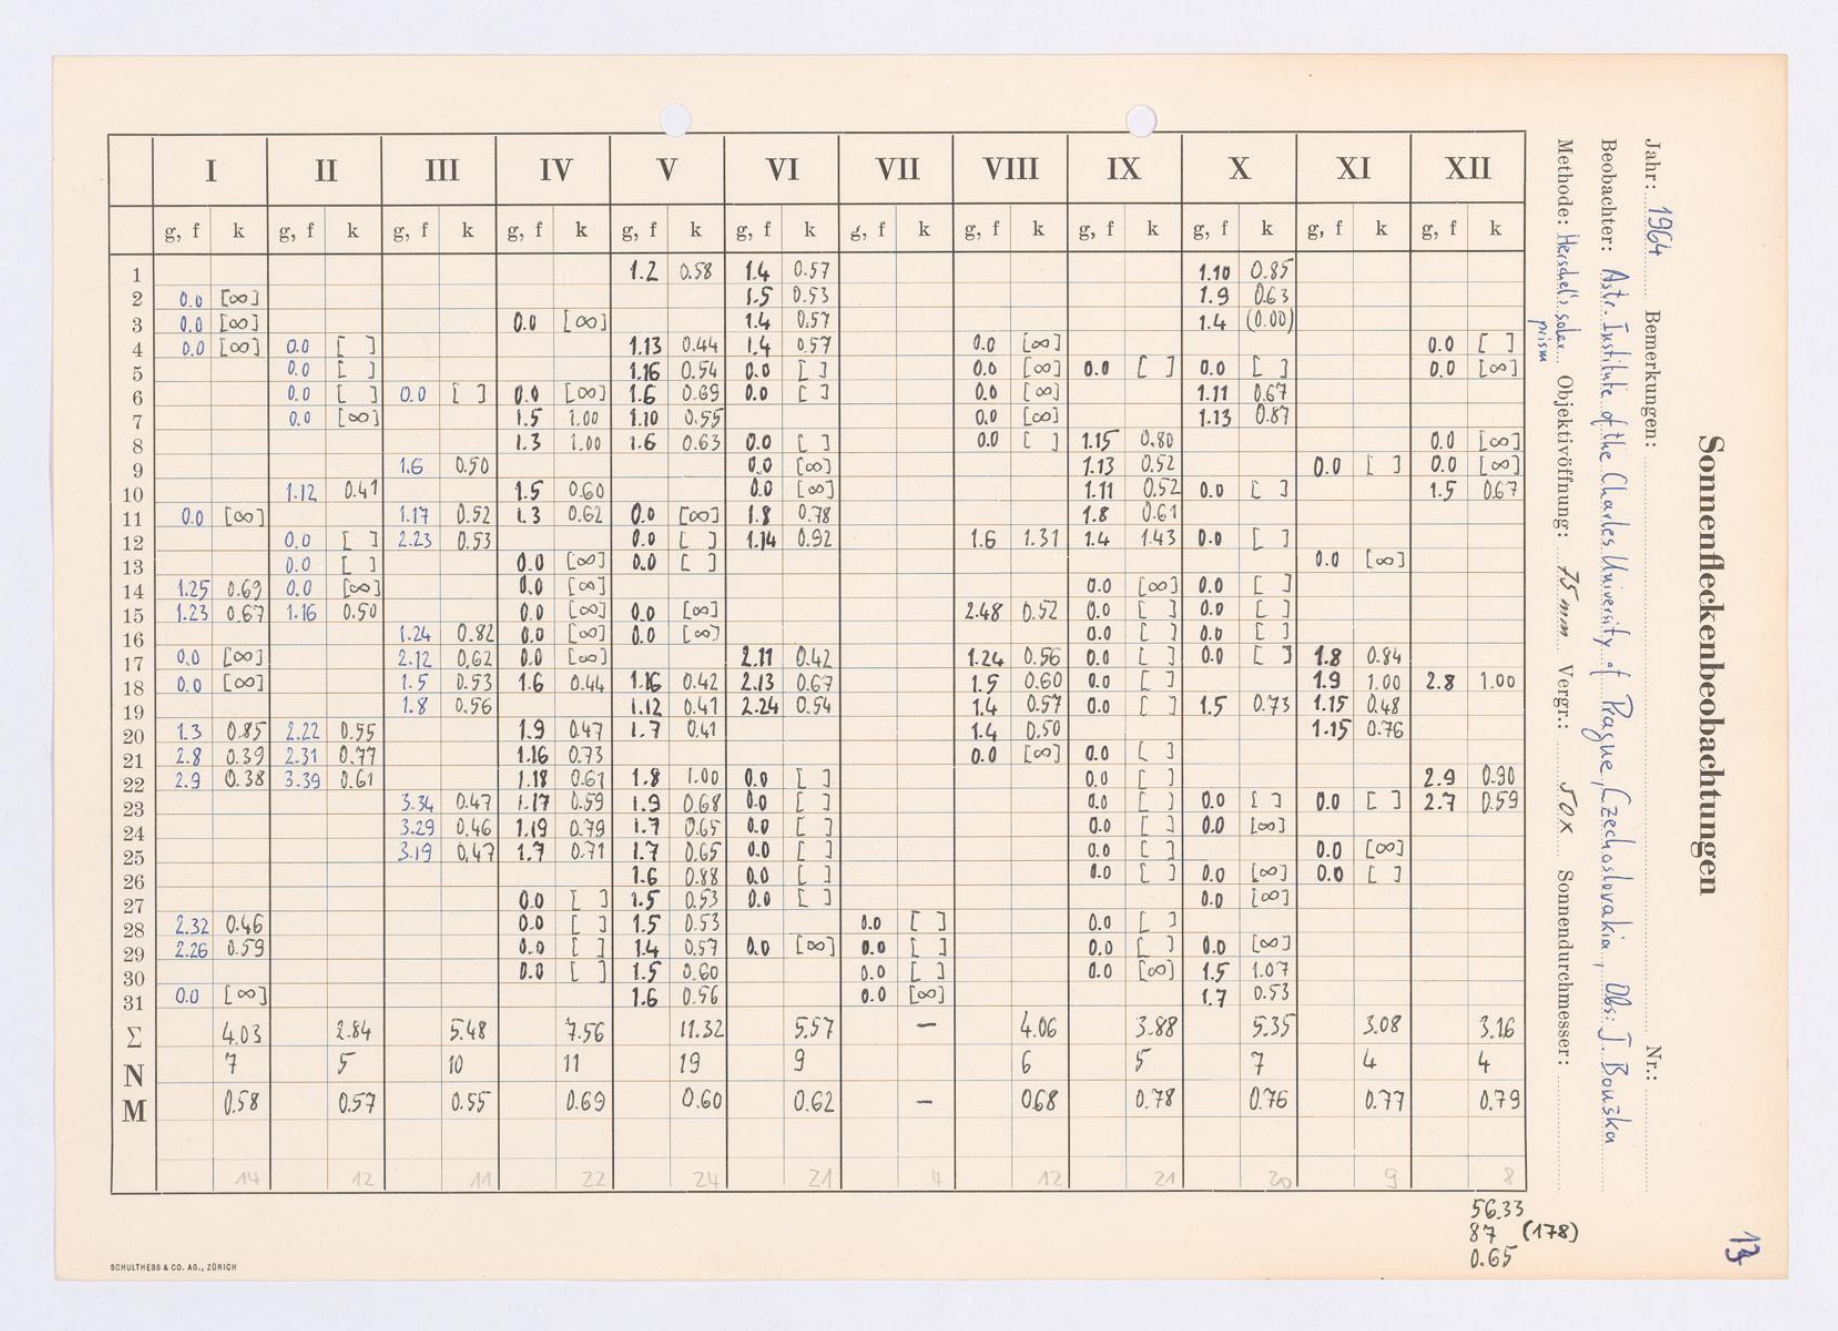 Sonnenfleckenbeobachtungen
Jahr: 1964 Bemerkungen: Nr.:
Beobachter: Astr. Institute of the Charles University of Prague, Czechoslovakia, Obs: J. Bouška
Methode: Herschel's solar prism Objektivöffnung: 75 mm Vergr.: 50x Sonnendurchmesser:
I II III IV V VI VII VIII IX X XI XII
g, f k g, f k g, f k g, f k g, f k g, f k g, f k g, f k g, f k g, f k g, f k g, f k
1 1.2 0.58 1.4 0.57 1.10 0.85
2 0.0 [∞] 1.5 0.53 1.9 0.63
3 0.0 [∞] 0.0 [∞] 1.4 0.57 1.4 (0.00)
4 0.0 [∞] 0.0 [ ] 1.13 0.44 1.4 0.57 0.0 [∞] 0.0 [ ]
5 0.0 [ ] 1.16 0.54 0.0 [ ] 0.0 [∞] 0.0 [ ] 0.0 [ ] 0.0 [∞]
6 0.0 [ ] 0.0 [ ] 0.0 [∞] 1.6 0.69 0.0 [ ] 0.0 [∞] 1.11 0.67
7 0.0 [∞] 1.5 1.00 1.10 0.55 0.0 [∞] 1.13 0.87
8 1.3 1.00 1.6 0.63 0.0 [ ] 0.0 [ ] 1.15 0.80 0.0 [∞]
9 1.6 0.50 0.0 [∞] 1.13 0.52 0.0 [ ] 0.0 [∞]
10 1.12 0.41 1.5 0.60 0.0 [∞] 1.11 0.52 0.0 [ ] 1.5 0.67
11 0.0 [∞] 1.17 0.52 1.3 0.62 0.0 [∞] 1.8 0.78 1.8 0.61
12 0.0 [ ] 2.23 0.53 0.0 [ ] 1.14 0.92 1.6 1.31 1.4 1.43 0.0 [ ]
13 0.0 [ ] 0.0 [∞] 0.0 [ ] 0.0 [∞]
14 1.25 0.69 0.0 [∞] 0.0 [∞] 0.0 [∞] 0.0 [ ]
15 1.23 0.67 1.16 0.50 0.0 [∞] 0.0 [∞] 2.48 0.52 0.0 [ ] 0.0 [ ]
16 1.24 0.82 0.0 [∞] 0.0 [∞] 0.0 [ ] 0.0 [ ]
17 0.0 [∞] 2.12 0.62 0.0 [∞] 2.11 0.42 1.24 0.56 0.0 [ ] 0.0 [ ] 1.8 0.84
18 0.0 [∞] 1.5 0.53 1.6 0.44 1.16 0.42 2.13 0.67 1.5 0.60 0.0 [ ] 1.9 1.00 2.8 1.00
19 1.8 0.56 1.12 0.41 2.24 0.54 1.4 0.57 0.0 [ ] 1.5 0.73 1.15 0.48
20 1.3 0.85 2.22 0.55 1.9 0.47 1.7 0.41 1.4 0.50 1.15 0.76
21 2.8 0.39 2.31 0.77 1.16 0.73 0.0 [∞] 0.0 [ ]
22 2.9 0.38 3.39 0.61 1.18 0.61 1.8 1.00 0.0 [ ] 0.0 [ ] 2.9 0.90
23 3.34 0.47 1.17 0.59 1.9 0.68 0.0 [ ] 0.0 [ ] 0.0 [ ] 0.0 [ ] 2.7 0.59
24 3.29 0.46 1.19 0.79 1.7 0.65 0.0 [ ] 0.0 [ ] 0.0 [∞]
25 3.19 0.47 1.7 0.71 1.7 0.65 0.0 [ ] 0.0 [ ] 0.0 [∞]
26 1.6 0.88 0.0 [ ] 0.0 [ ] 0.0 [∞] 0.0 [ ]
27 0.0 [ ] 1.5 0.53 0.0 [ ] 0.0 [∞]
28 2.32 0.46 0.0 [ ] 1.5 0.53 0.0 [ ] 0.0 [ ]
29 2.26 0.59 0.0 [ ] 1.4 0.57 0.0 [∞] 0.0 [ ] 0.0 [ ] 0.0 [∞]
30 0.0 [ ] 1.5 0.60 0.0 [ ] 0.0 [∞] 1.5 1.07
31 0.0 [∞] 1.6 0.56 0.0 [∞] 1.7 0.53
Σ 4.03 2.84 5.48 7.56 11.32 5.57 – 4.06 3.88 5.35 3.08 3.16
N 7 5 10 11 19 9 6 5 7 4 4
M 0.58 0.57 0.55 0.69 0.60 0.62 – 0.68 0.78 0.76 0.77 0.79
14 12 11 22 24 21 4 12 21 20 9 8
56.33
87 (178)
0.65
SCHULTHESS & CO. AG., ZÜRICH